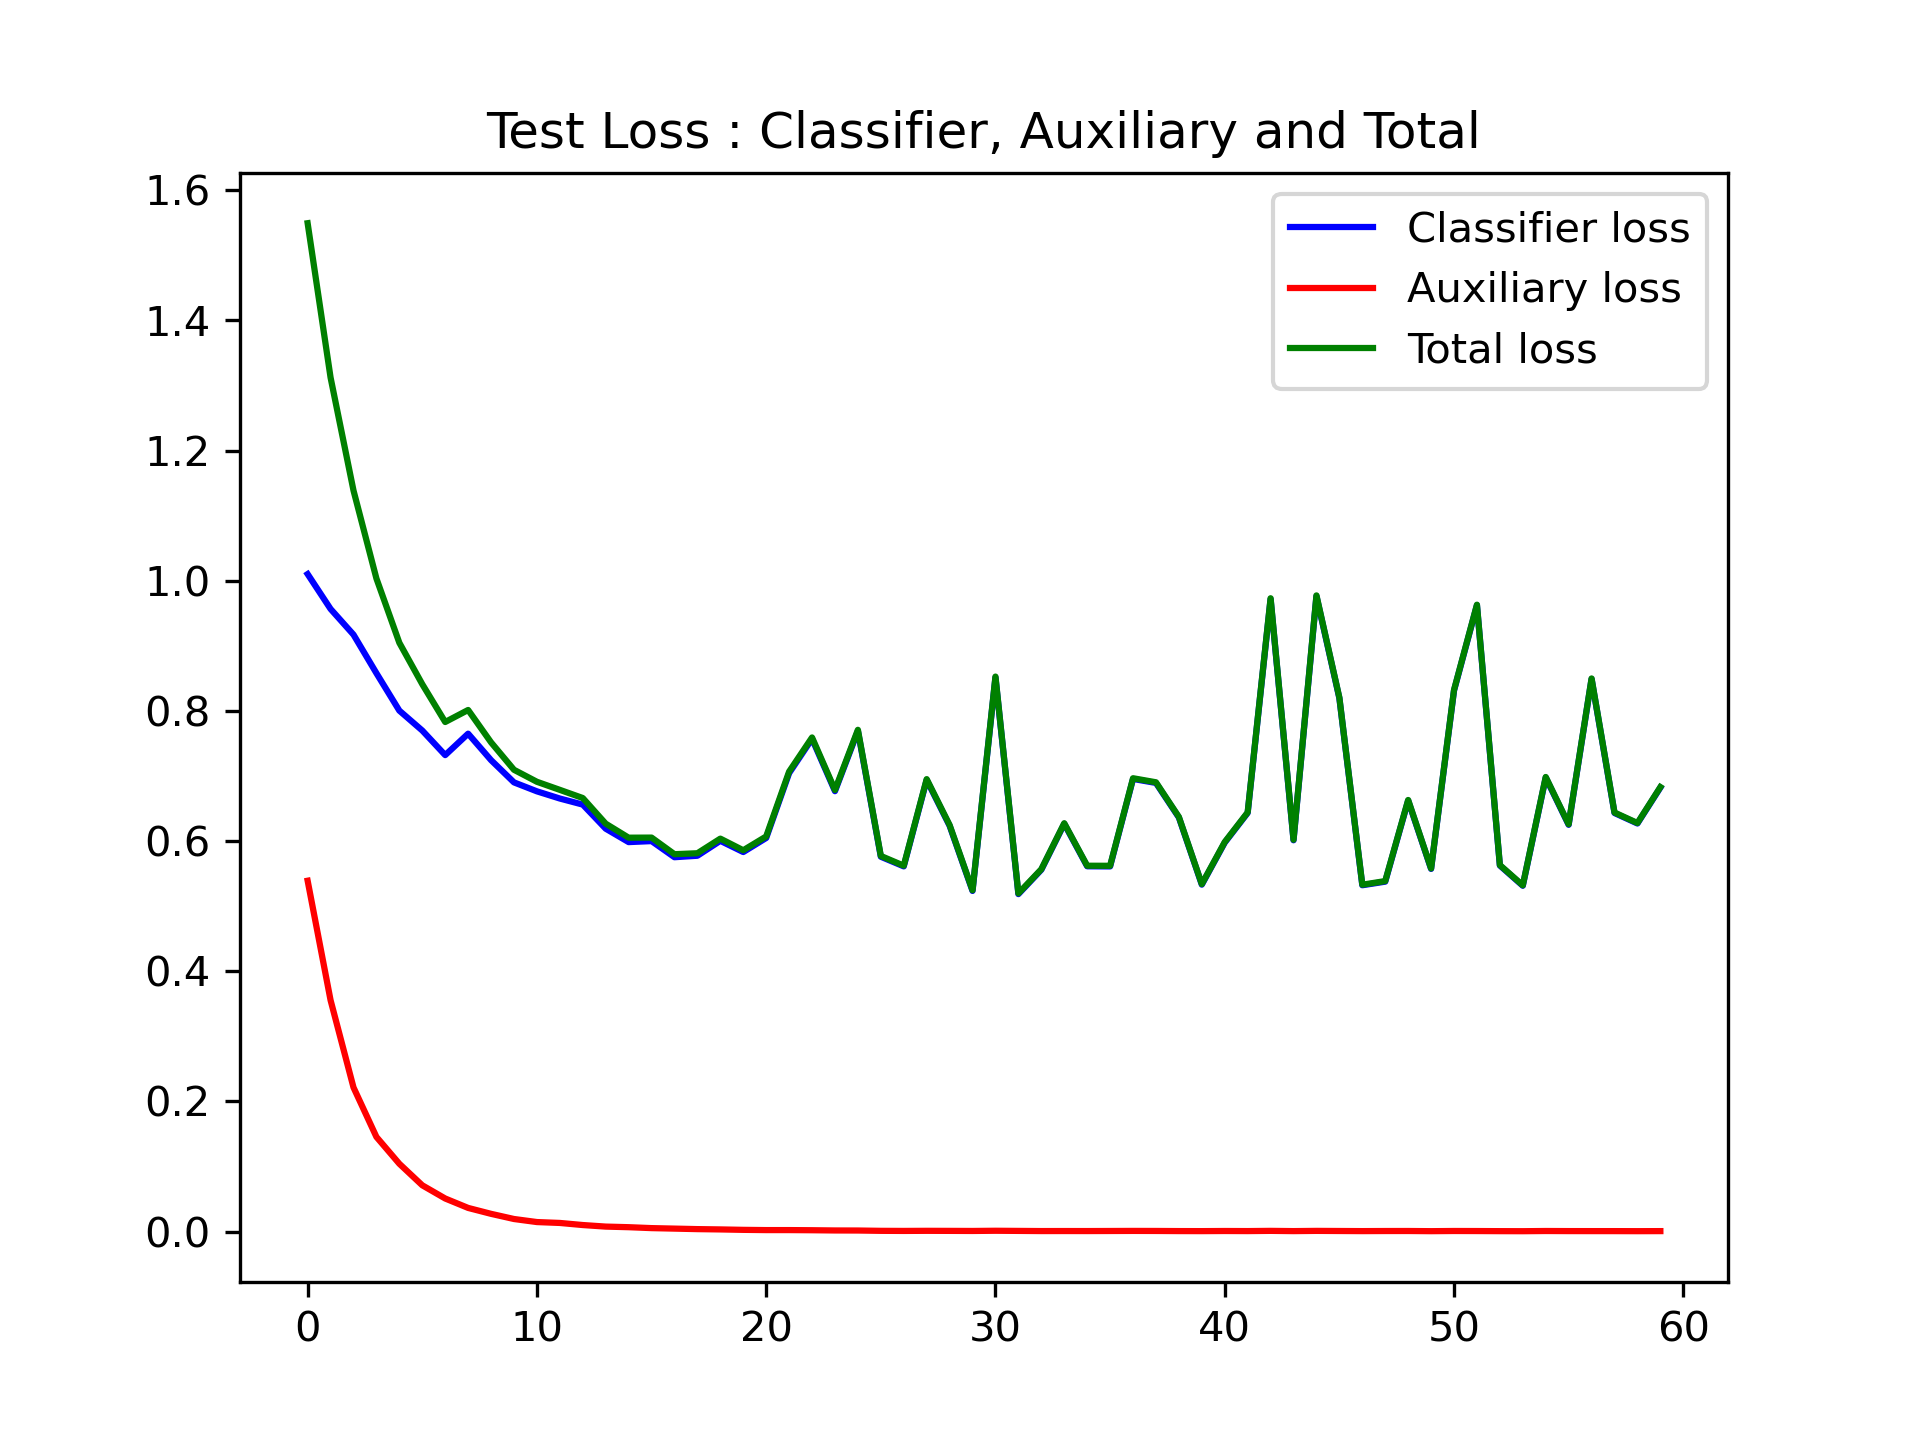 Test Loss : Classifier, Auxiliary and Total
1.6
1.4
1.2
1.0
0.8
0.6
0.4
0.2
0.0
Classifier loss
Auxiliary loss
Total loss
0 10 20 30 40 50 60